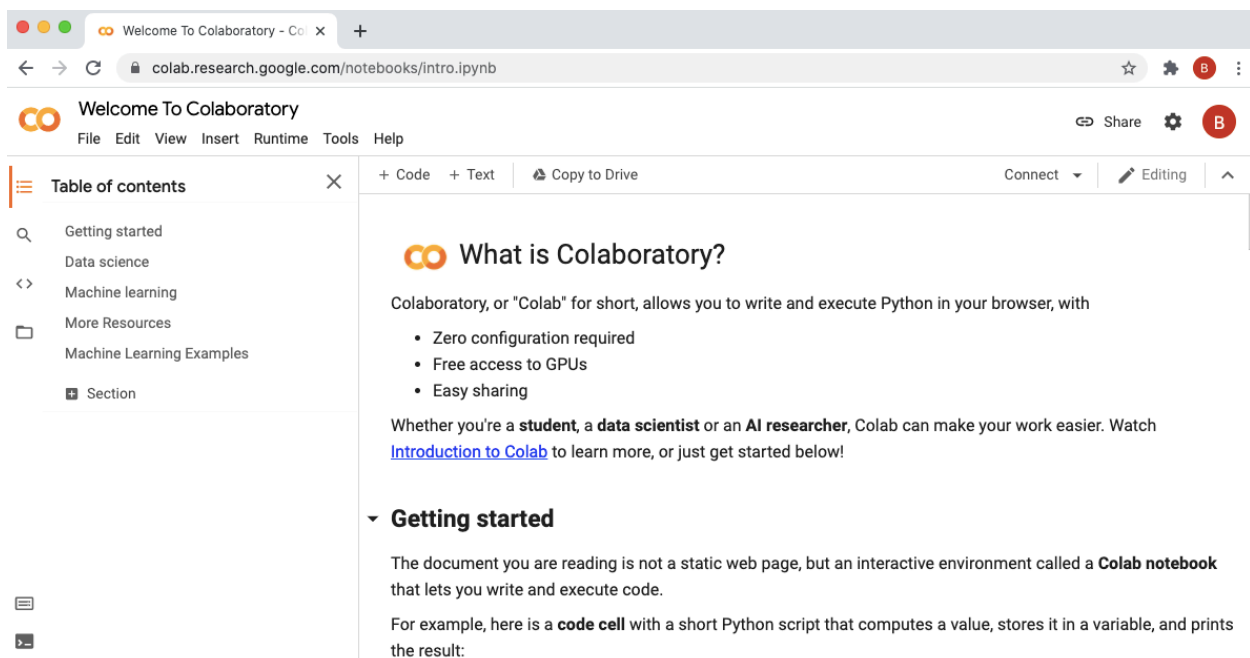 Welcome To Colaboratory - Col
colab.research.google.com/notebooks/intro.ipynb
B
Welcome To Colaboratory
File Edit View Insert Runtime Tools Help
Share
B
Table of contents
Getting started
Data science
Machine learning
More Resources
Machine Learning Examples
Section
+ Code + Text Copy to Drive
Connect Editing
CO What is Colaboratory?
Colaboratory, or "Colab" for short, allows you to write and execute Python in your browser, with
• Zero configuration required
• Free access to GPUs
• Easy sharing
Whether you're a student, a data scientist or an AI researcher, Colab can make your work easier. Watch
Introduction to Colab to learn more, or just get started below!
Getting started
The document you are reading is not a static web page, but an interactive environment called a Colab notebook
that lets you write and execute code.
For example, here is a code cell with a short Python script that computes a value, stores it in a variable, and prints
the result: